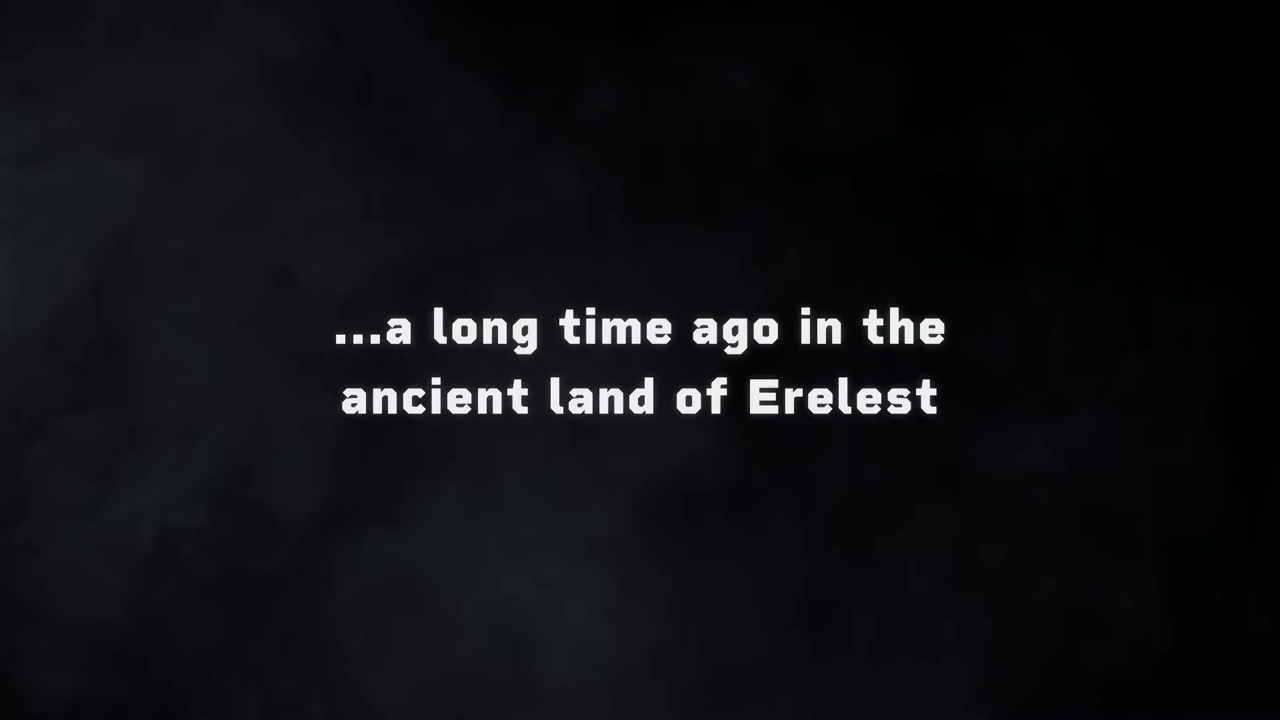 ...a long time ago in the
ancient land of Erelest